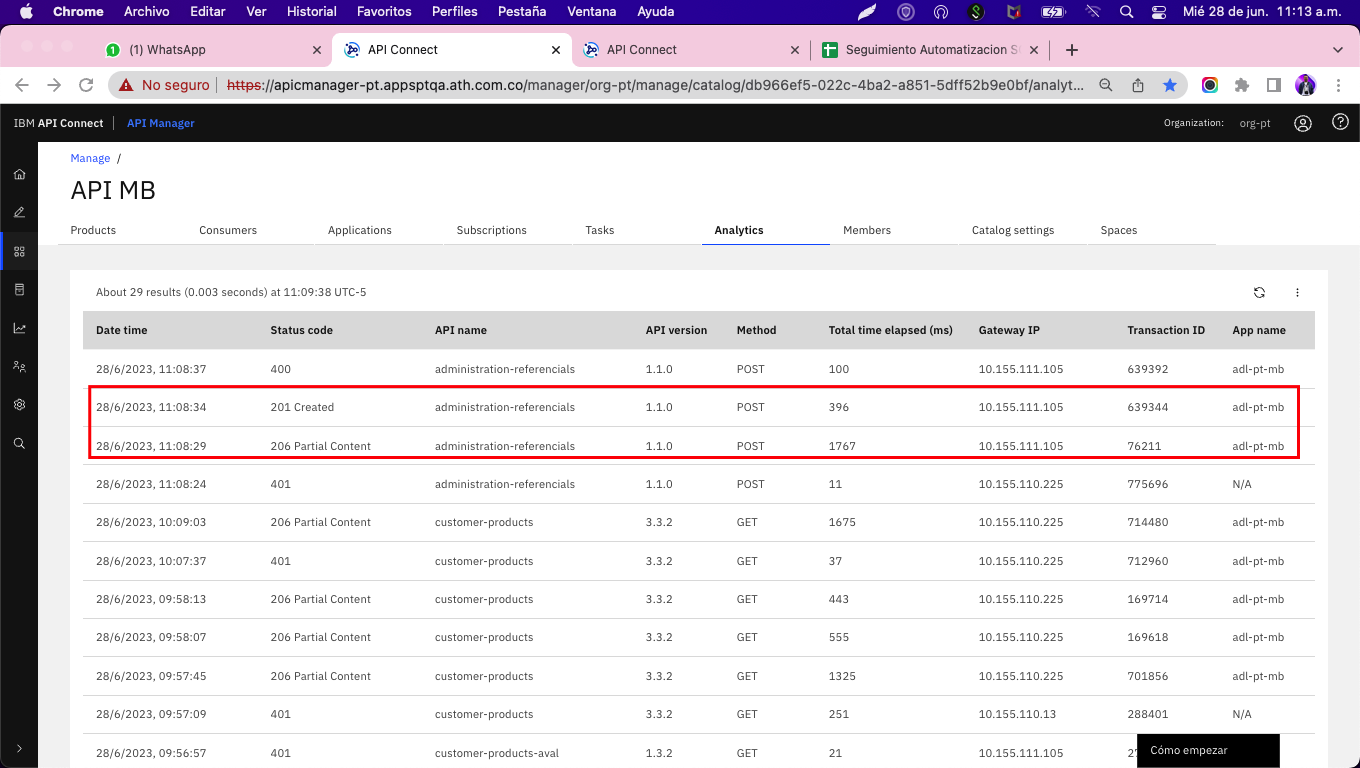 Chrome Archivo Editar Ver Historial Favoritos Perfiles Pestaña Ventana Ayuda Mié 28 de jun. 11:13 a.m.
1 (1) WhatsApp API Connect API Connect Seguimiento Automatizacion
No seguro https://apicmanager-pt.appsptqa.ath.com.co/manager/org-pt/manage/catalog/db966ef5-022c-4ba2-a851-5dff52b9e0bf/analyt...
IBM API Connect API Manager Organization: org-pt
Manage /
API MB
Products Consumers Applications Subscriptions Tasks Analytics Members Catalog settings Spaces
About 29 results (0.003 seconds) at 11:09:38 UTC-5
Date time Status code API name API version Method Total time elapsed (ms) Gateway IP Transaction ID App name
28/6/2023, 11:08:37 400 administration-referencials 1.1.0 POST 100 10.155.111.105 639392 adl-pt-mb
28/6/2023, 11:08:34 201 Created administration-referencials 1.1.0 POST 396 10.155.111.105 639344 adl-pt-mb
28/6/2023, 11:08:29 206 Partial Content administration-referencials 1.1.0 POST 1767 10.155.111.105 76211 adl-pt-mb
28/6/2023, 11:08:24 401 administration-referencials 1.1.0 POST 11 10.155.110.225 775696 N/A
28/6/2023, 10:09:03 206 Partial Content customer-products 3.3.2 GET 1675 10.155.110.225 714480 adl-pt-mb
28/6/2023, 10:07:37 401 customer-products 3.3.2 GET 37 10.155.110.225 712960 adl-pt-mb
28/6/2023, 09:58:13 206 Partial Content customer-products 3.3.2 GET 443 10.155.110.225 169714 adl-pt-mb
28/6/2023, 09:58:07 206 Partial Content customer-products 3.3.2 GET 555 10.155.110.225 169618 adl-pt-mb
28/6/2023, 09:57:45 206 Partial Content customer-products 3.3.2 GET 1325 10.155.110.225 701856 adl-pt-mb
28/6/2023, 09:57:09 401 customer-products 3.3.2 GET 251 10.155.110.13 288401 N/A
28/6/2023, 09:56:57 401 customer-products-aval 1.3.2 GET 21 10.155.111.105
Cómo empezar